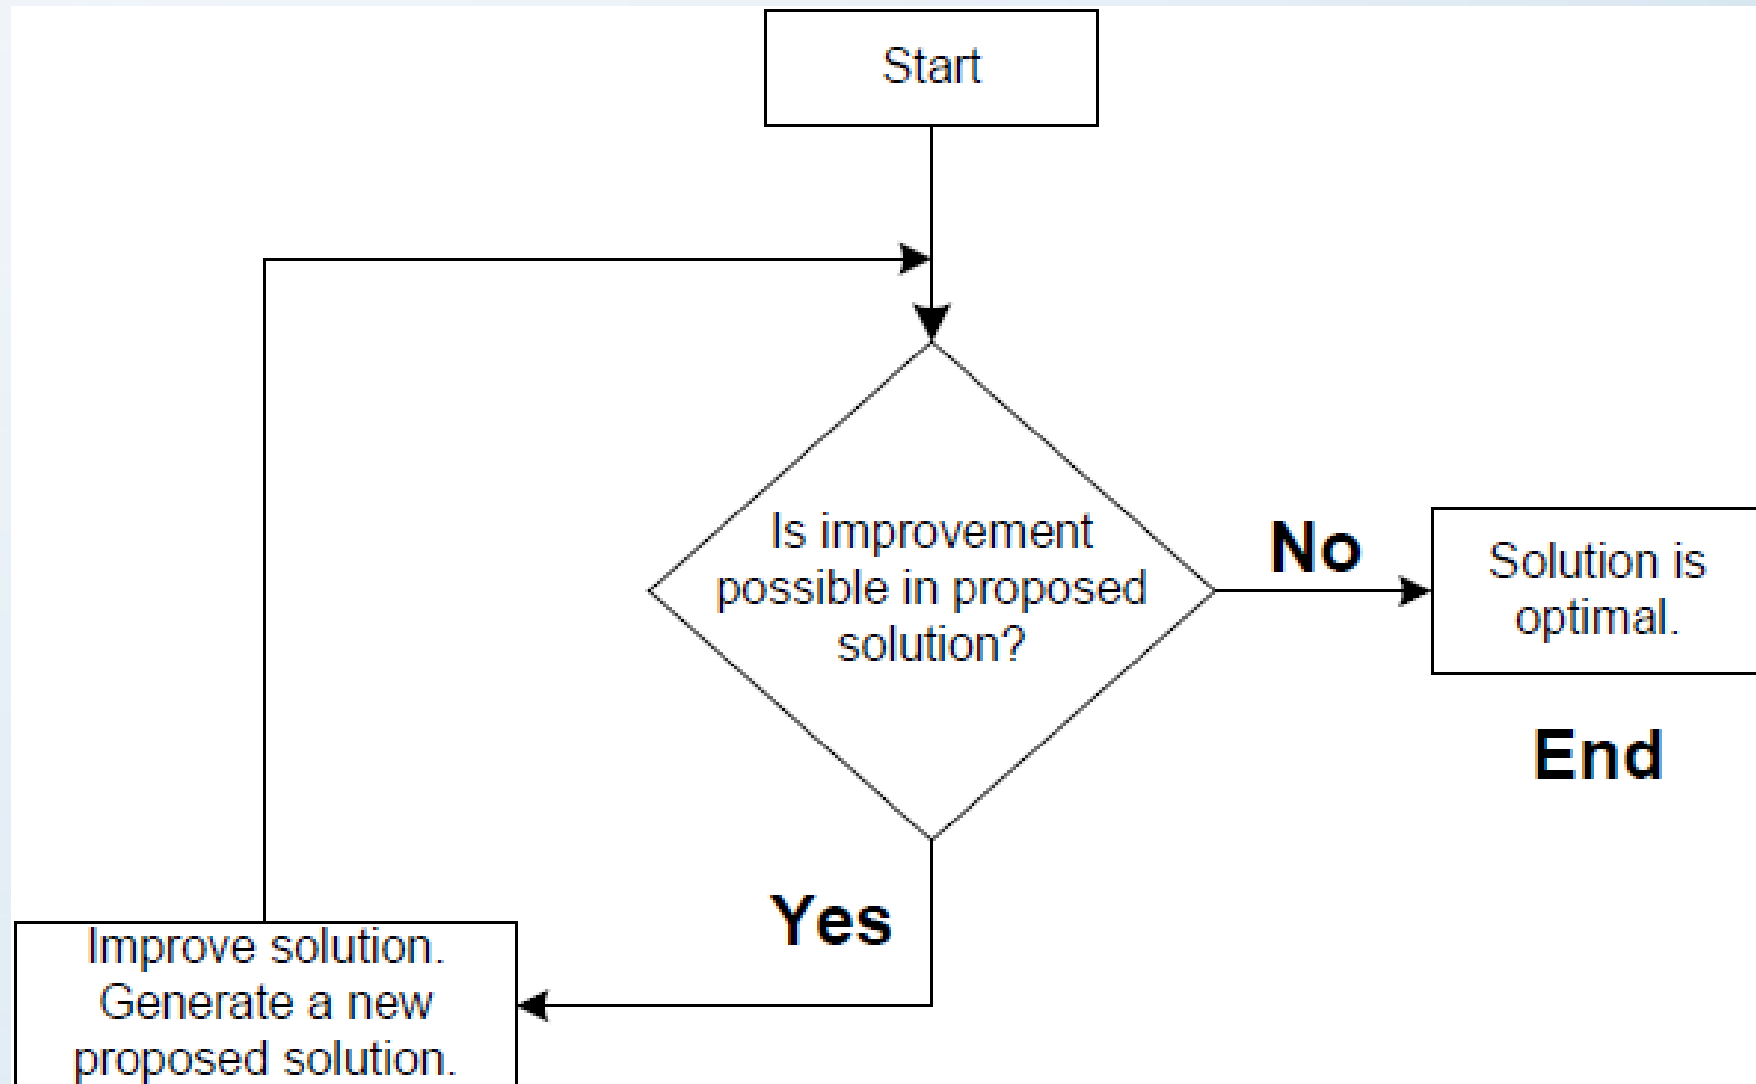 Start
Is improvement
possible in proposed
solution?
No
Solution is
optimal.
End
Yes
Improve solution.
Generate a new
proposed solution.